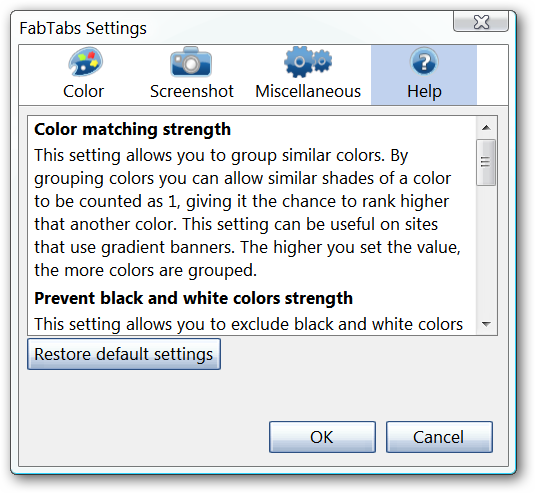 FabTabs Settings
Color Screenshot Miscellaneous Help
Color matching strength
This setting allows you to group similar colors. By
grouping colors you can allow similar shades of a color
to be counted as 1, giving it the chance to rank higher
that another color. This setting can be useful on sites
that use gradient banners. The higher you set the value,
the more colors are grouped.
Prevent black and white colors strength
This setting allows you to exclude black and white colors
Restore default settings
OK Cancel